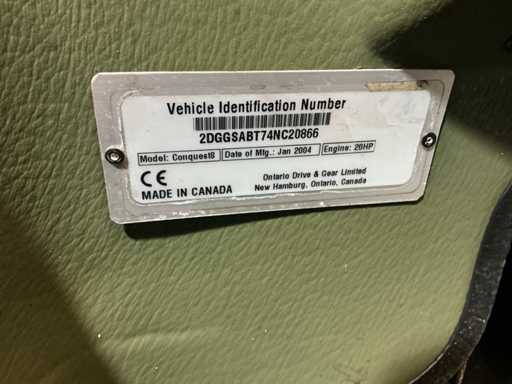 Vehicle Identification Number
2DGGSABT74NC20866
Model: Conquest8 Date of Mfg.: Jan 2004 Engine: 20HP
CE
Ontario Drive & Gear Limited
MADE IN CANADA New Hamburg, Ontario, Canada